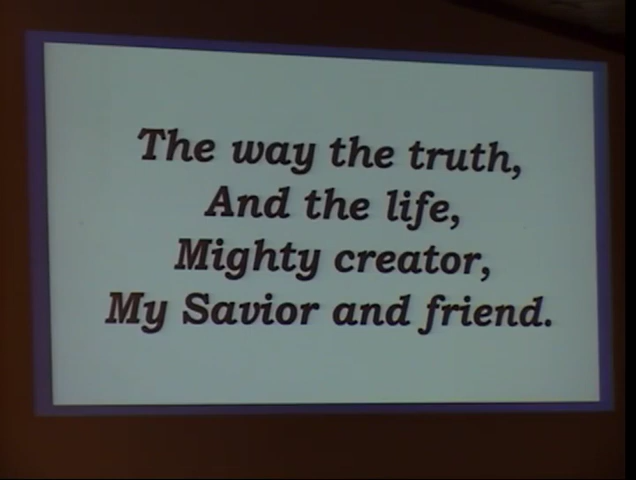 The way the truth,
And the life,
Mighty creator,
My Savior and friend.